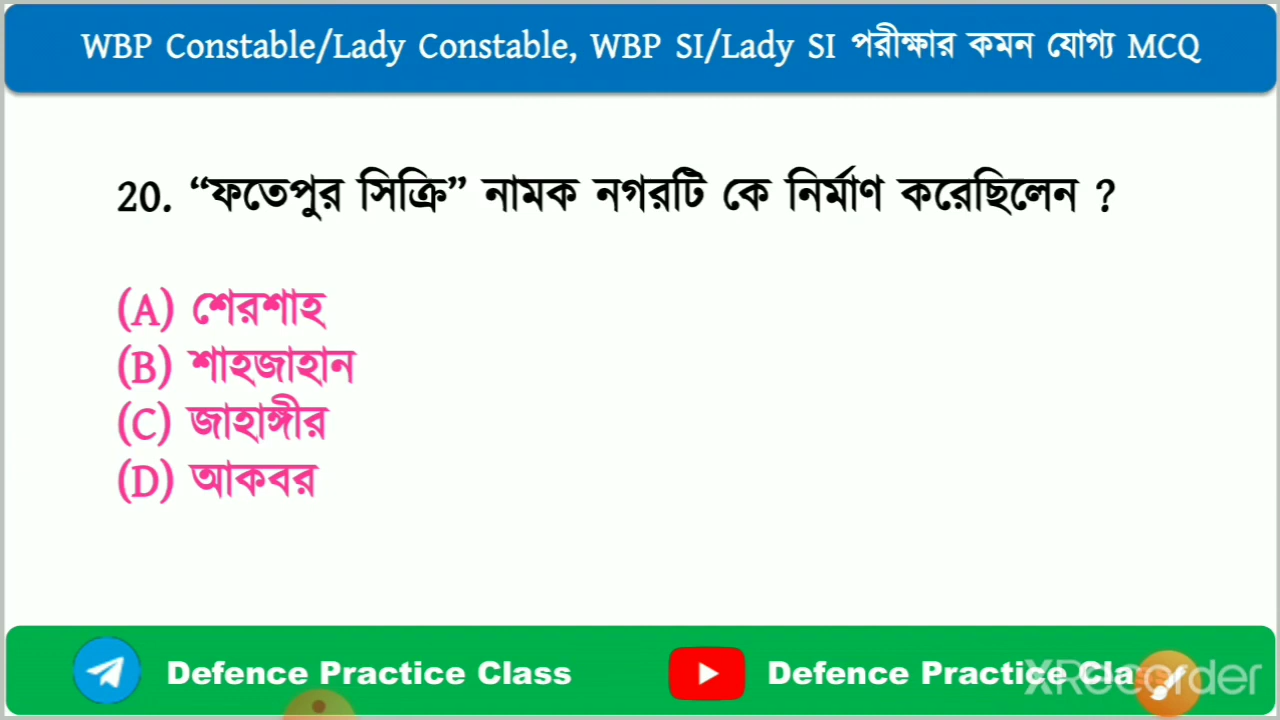 WBP Constable/Lady Constable, WBP SI/Lady SI পরীক্ষার কমন যোগ্য MCQ
20. “ফতেপুর সিক্রি” নামক নগরটি কে নির্মাণ করেছিলেন ?
(A) শেরশাহ
(B) শাহজাহান
(C) জাহাঙ্গীর
(D) আকবর
Defence Practice Class
Defence Practice Class
XRecorder